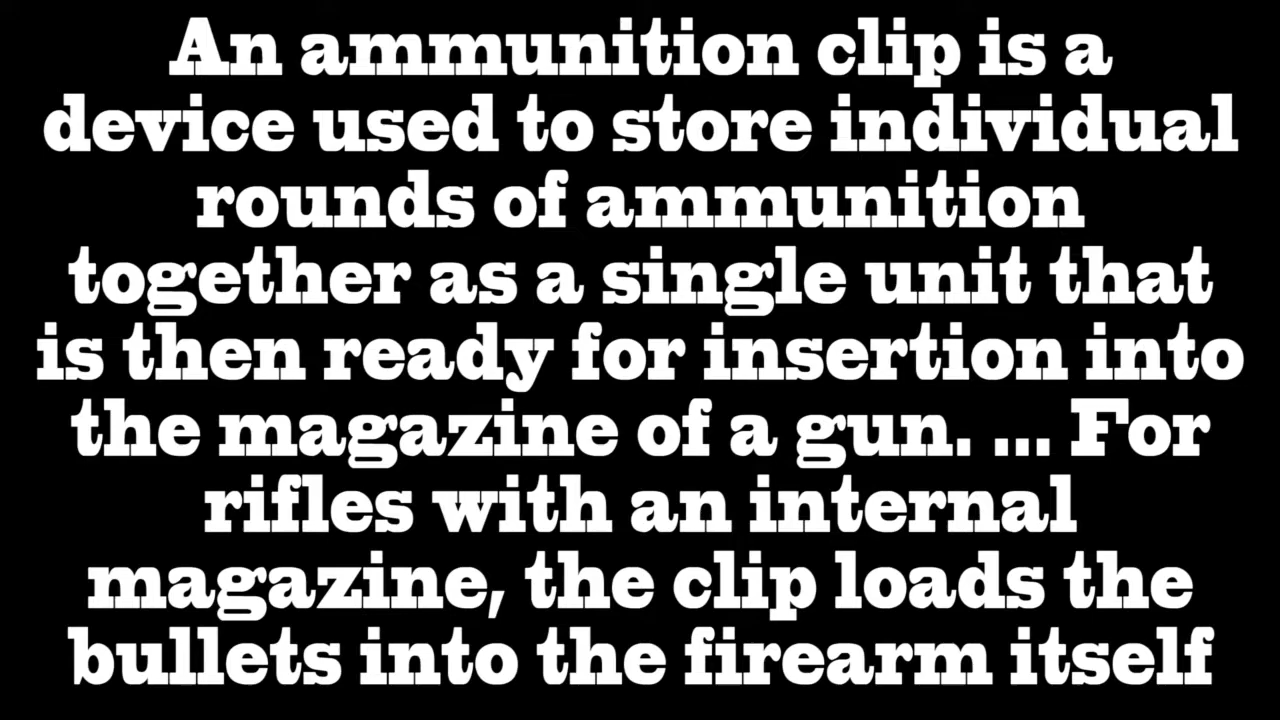 An ammunition clip is a
device used to store individual
rounds of ammunition
together as a single unit that
is then ready for insertion into
the magazine of a gun. ... For
rifles with an internal
magazine, the clip loads the
bullets into the firearm itself